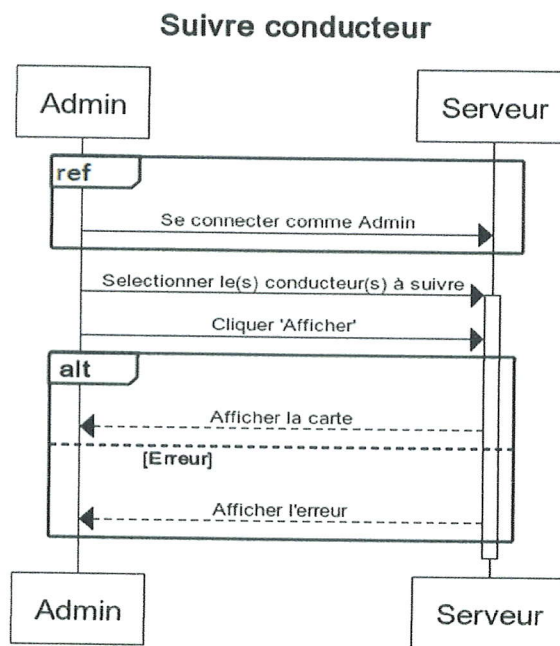 Suivre conducteur
Admin
Serveur
ref
Se connecter comme Admin
Selectionner le(s) conducteur(s) à suivre
Cliquer 'Afficher'
alt
Afficher la carte
[Erreur]
Afficher l'erreur
Admin
Serveur